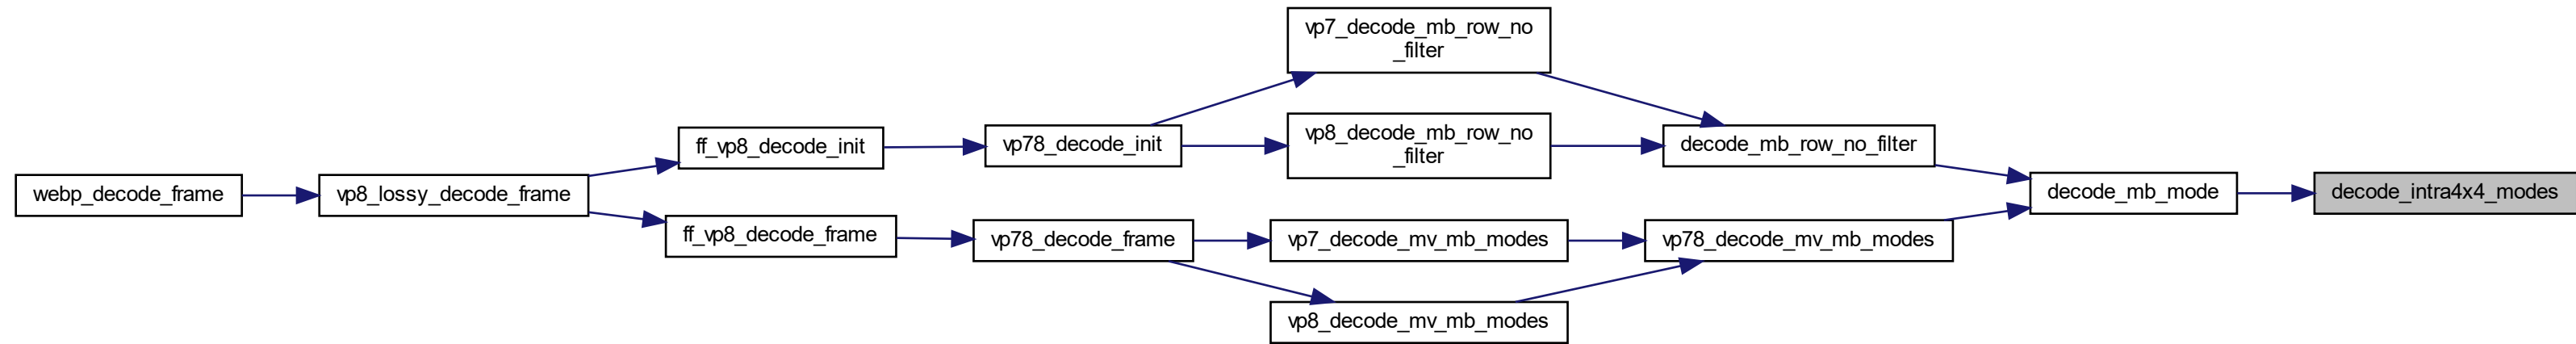 webp_decode_frame
vp8_lossy_decode_frame
ff_vp8_decode_init
ff_vp8_decode_frame
vp78_decode_init
vp78_decode_frame
vp7_decode_mb_row_no
_filter
vp8_decode_mb_row_no
_filter
vp7_decode_mv_mb_modes
vp8_decode_mv_mb_modes
decode_mb_row_no_filter
vp78_decode_mv_mb_modes
decode_mb_mode
decode_intra4x4_modes